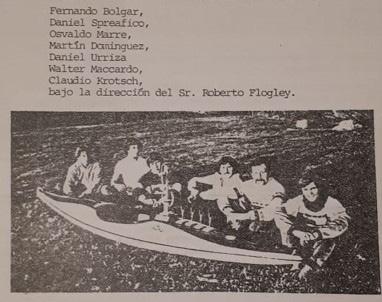 Fernando Bolgar,
Daniel Spreafico,
Osvaldo Marre,
Martín Dominguez,
Daniel Urriza
Walter Maccardo,
Claudio Krotsch,
bajo la dirección del Sr. Roberto Flogley.